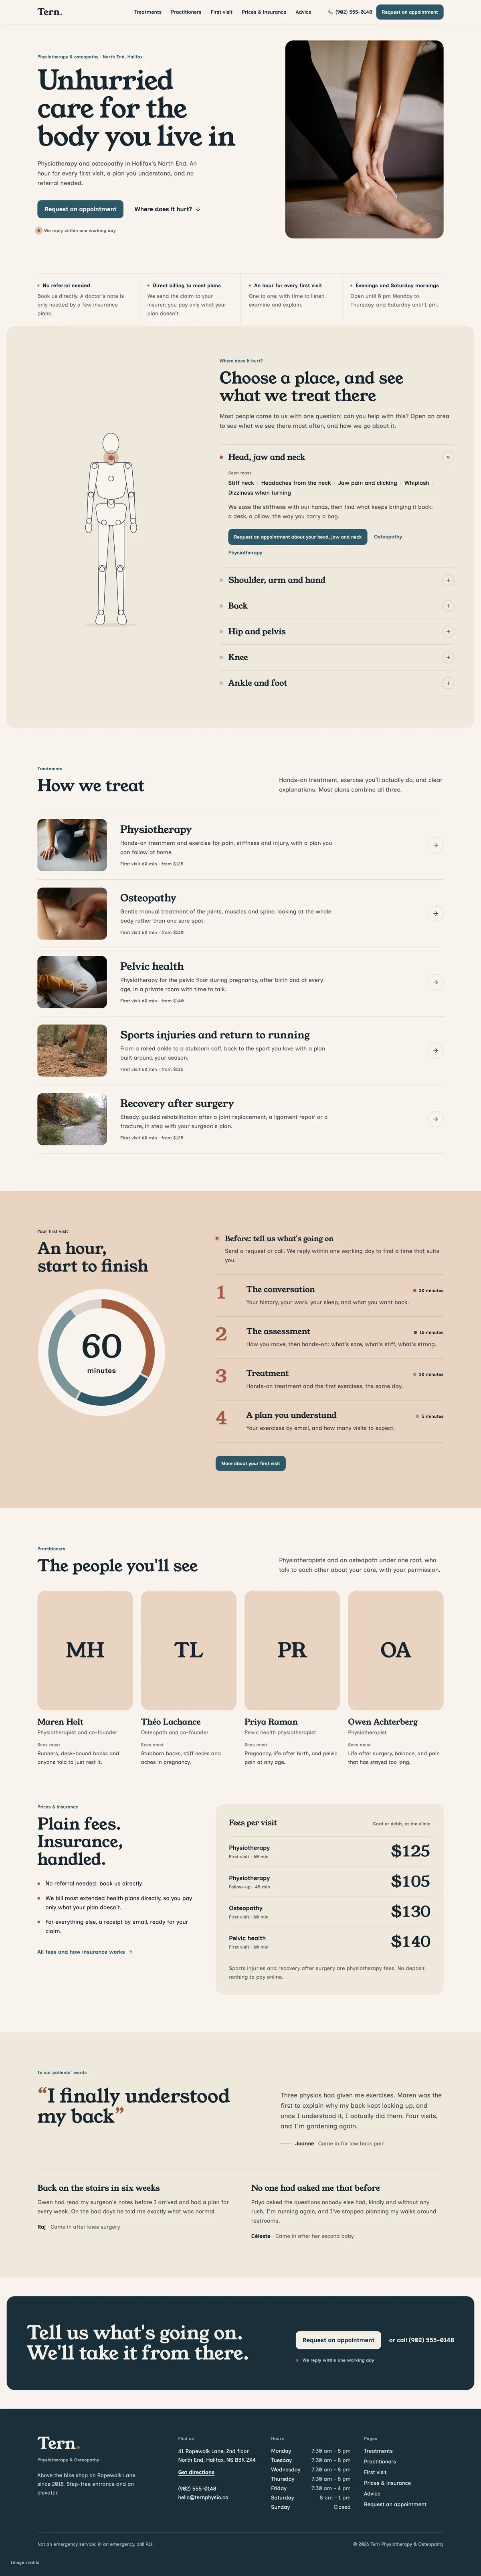 Tern.
Treatments
Practitioners
First visit
Prices & insurance
Advice
(902) 555-0148
Request an appointment
Physiotherapy & osteopathy · North End, Halifax
Unhurried
care for the
body you live in
Physiotherapy and osteopathy in Halifax's North End. An
hour for every first visit, a plan you understand, and no
referral needed.
Request an appointment
Where does it hurt? ↓
We reply within one working day
No referral needed
Book us directly. A doctor's note is
only needed by a few insurance
plans.
Direct billing to most plans
We send the claim to your
insurer; you pay only what your
plan doesn't.
An hour for every first visit
One to one, with time to listen,
examine and explain.
Evenings and Saturday mornings
Open until 8 pm Monday to
Thursday, and Saturday until 1 pm.
Where does it hurt?
Choose a place, and see
what we treat there
Most people come to us with one question: can you help with this? Open an area
to see what we see there most often, and how we go about it.
Head, jaw and neck
Seen most
Stiff neck · Headaches from the neck · Jaw pain and clicking · Whiplash ·
Dizziness when turning
We ease the stiffness with our hands, then find what keeps bringing it back:
a desk, a pillow, the way you carry a bag.
Request an appointment about your head, jaw and neck
Osteopathy
Physiotherapy
Shoulder, arm and hand
Back
Hip and pelvis
Knee
Ankle and foot
Treatments
How we treat
Hands-on treatment, exercise you'll actually do, and clear
explanations. Most plans combine all three.
Physiotherapy
Hands-on treatment and exercise for pain, stiffness and injury, with a plan you
can follow at home.
First visit 60 min · from $125
Osteopathy
Gentle manual treatment of the joints, muscles and spine, looking at the whole
body rather than one sore spot.
First visit 60 min · from $130
Pelvic health
Physiotherapy for the pelvic floor during pregnancy, after birth and at every
age, in a private room with time to talk.
First visit 60 min · from $140
Sports injuries and return to running
From a rolled ankle to a stubborn calf, back to the sport you love with a plan
built around your season.
First visit 60 min · from $125
Recovery after surgery
Steady, guided rehabilitation after a joint replacement, a ligament repair or a
fracture, in step with your surgeon's plan.
First visit 60 min · from $125
Your first visit
An hour,
start to finish
60
minutes
Before: tell us what's going on
Send a request or call. We reply within one working day to find a time that suits
you.
1
The conversation
20 minutes
Your history, your work, your sleep, and what you want back.
2
The assessment
15 minutes
How you move, then hands-on: what's sore, what's stiff, what's strong.
3
Treatment
20 minutes
Hands-on treatment and the first exercises, the same day.
4
A plan you understand
5 minutes
Your exercises by email, and how many visits to expect.
More about your first visit
Practitioners
The people you'll see
Physiotherapists and an osteopath under one roof, who
talk to each other about your care, with your permission.
MH
Maren Holt
Physiotherapist and co-founder
Sees most
Runners, desk-bound backs and
anyone told to just rest it.
TL
Théo Lachance
Osteopath and co-founder
Sees most
Stubborn backs, stiff necks and
aches in pregnancy.
PR
Priya Raman
Pelvic health physiotherapist
Sees most
Pregnancy, life after birth, and pelvic
pain at any age.
OA
Owen Achterberg
Physiotherapist
Sees most
Life after surgery, balance, and pain
that has stayed too long.
Prices & insurance
Plain fees.
Insurance,
handled.
No referral needed: book us directly.
We bill most extended health plans directly, so you pay
only what your plan doesn't.
For everything else, a receipt by email, ready for your
claim.
All fees and how insurance works →
Fees per visit
Card or debit, at the clinic
Physiotherapy
First visit · 60 min
$125
Physiotherapy
Follow-up · 45 min
$105
Osteopathy
First visit · 60 min
$130
Pelvic health
First visit · 60 min
$140
Sports injuries and recovery after surgery are physiotherapy fees. No deposit,
nothing to pay online.
In our patients' words
“I finally understood
my back”
Three physios had given me exercises. Maren was the
first to explain why my back kept locking up, and
once I understood it, I actually did them. Four visits,
and I'm gardening again.
Joanne Came in for low back pain
Back on the stairs in six weeks
Owen had read my surgeon's notes before I arrived and had a plan for
every week. On the bad days he told me exactly what was normal.
Raj · Came in after knee surgery
No one had asked me that before
Priya asked the questions nobody else had, kindly and without any
rush. I'm running again, and I've stopped planning my walks around
restrooms.
Céleste · Came in after her second baby
Tell us what's going on.
We'll take it from there.
Request an appointment
or call (902) 555-0148
We reply within one working day
Tern.
Physiotherapy & Osteopathy
Above the bike shop on Ropewalk Lane
since 2018. Step-free entrance and an
elevator.
Find us
41 Ropewalk Lane, 2nd floor
North End, Halifax, NS B3K 2X4
Get directions
(902) 555-0148
hello@ternphysio.ca
Hours
Monday 7:30 am – 8 pm
Tuesday 7:30 am – 8 pm
Wednesday 7:30 am – 8 pm
Thursday 7:30 am – 8 pm
Friday 7:30 am – 4 pm
Saturday 8 am – 1 pm
Sunday Closed
Pages
Treatments
Practitioners
First visit
Prices & insurance
Advice
Request an appointment
Not an emergency service: in an emergency, call 911.
© 2026 Tern Physiotherapy & Osteopathy
Image credits